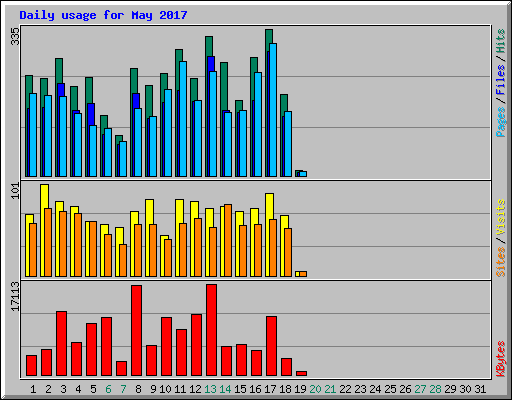 Daily usage for May 2017
335
Pages / Files / Hits
101
Sites / Visits
17113
KBytes
1 2 3 4 5 6 7 8 9 10 11 12 13 14 15 16 17 18 19 20 21 22 23 24 25 26 27 28 29 30 31